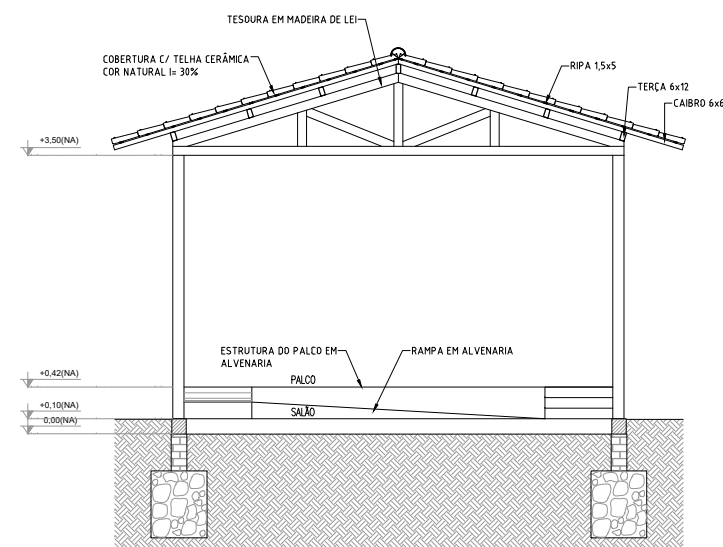 TESOURA EM MADEIRA DE LEI
COBERTURA C/ TELHA CERÂMICA
COR NATURAL I= 30%
RIPA 1,5x5
TERÇA 6x12
CAIBRO 6x6
+3,50(NA)
ESTRUTURA DO PALCO EM
ALVENARIA
RAMPA EM ALVENARIA
+0,42(NA)
PALCO
+0,10(NA)
SALÃO
0,00(NA)